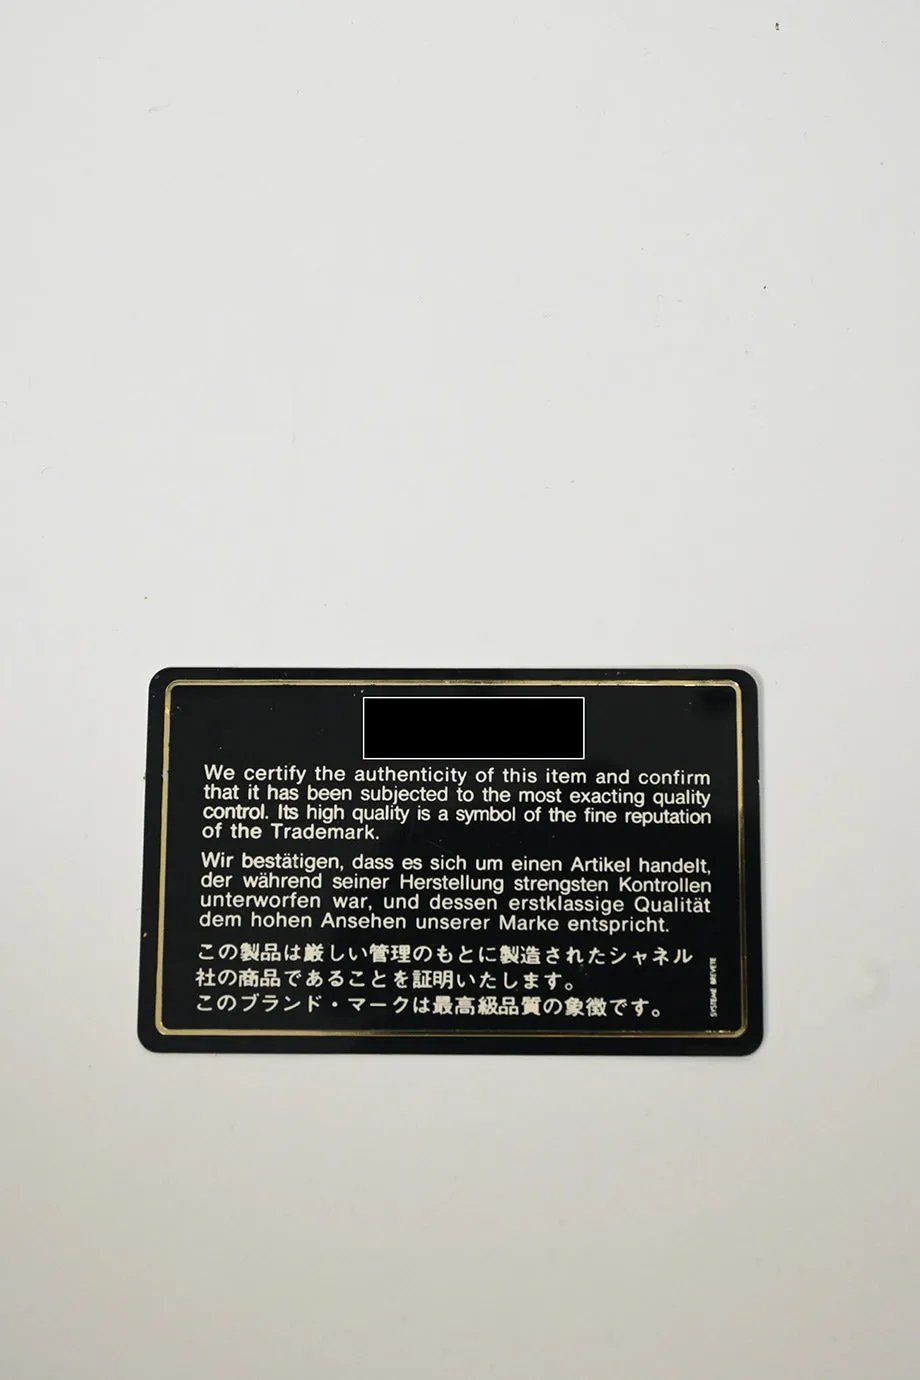 We certify the authenticity of this item and confirm
that it has been subjected to the most exacting quality
control. Its high quality is a symbol of the fine reputation
of the Trademark.
Wir bestätigen, dass es sich um einen Artikel handelt,
der während seiner Herstellung strengsten Kontrollen
unterworfen war, und dessen erstklassige Qualität
dem hohen Ansehen unserer Marke entspricht.
この製品は厳しい管理のもとに製造されたシャネル
社の商品であることを証明いたします。
このブランド・マークは最高級品質の象徴です。
SYSTEME BREVETE